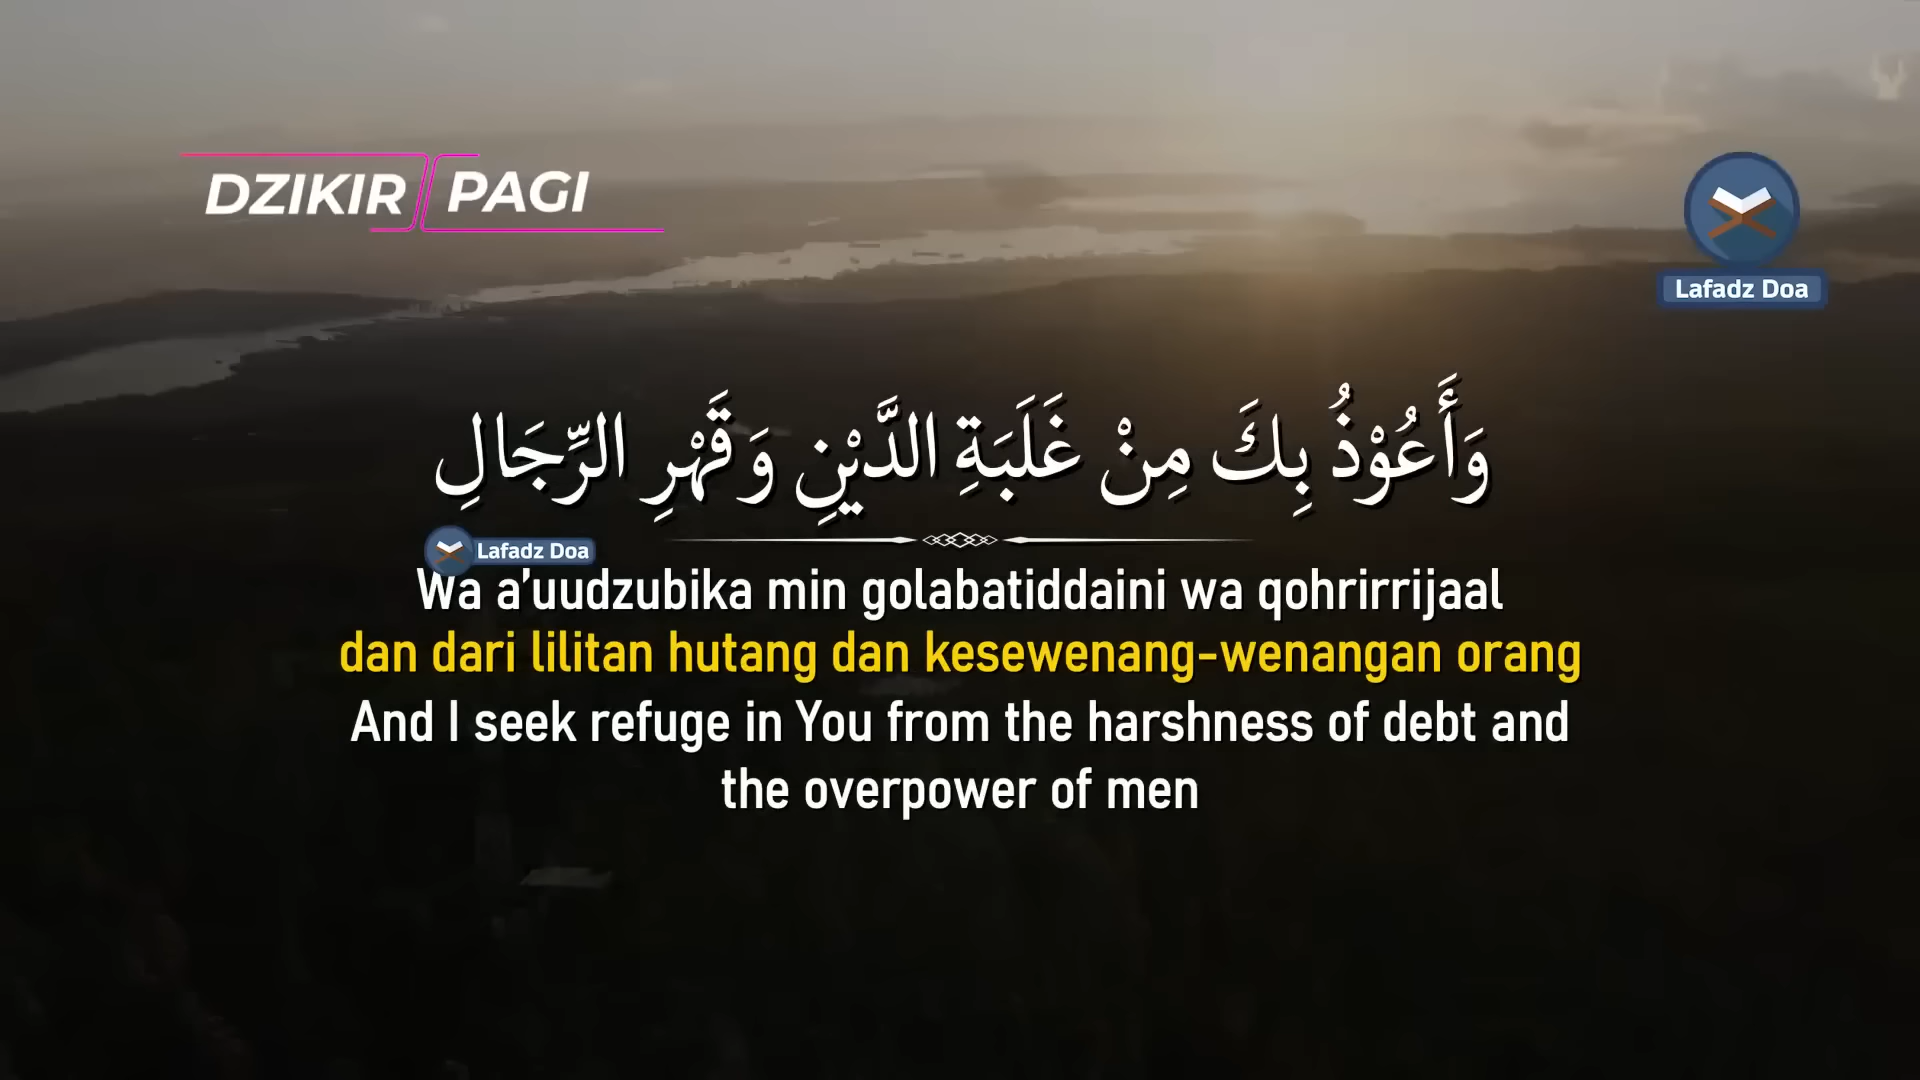 DZIKIR PAGI
Lafadz Doa
وَأَعُوْذُ بِكَ مِنْ غَلَبَةِ الدَّيْنِ وَقَهْرِ الرِّجَالِ
Lafadz Doa
Wa a’uudzubika min golabatiddaini wa qohrirrijaal
dan dari lilitan hutang dan kesewenang-wenangan orang
And I seek refuge in You from the harshness of debt and
the overpower of men